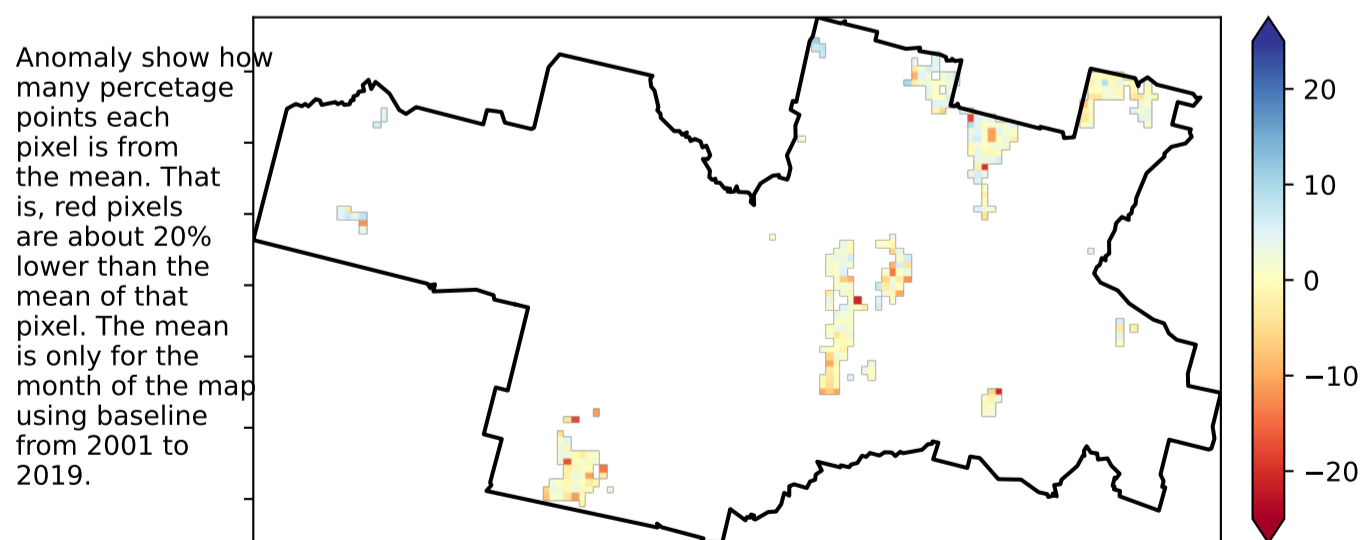 Anomaly show how
many percetage
points each
pixel is from
the mean. That
is, red pixels
are about 20%
lower than the
mean of that
pixel. The mean
is only for the
month of the map
using baseline
from 2001 to
2019.
20
10
0
−10
−20